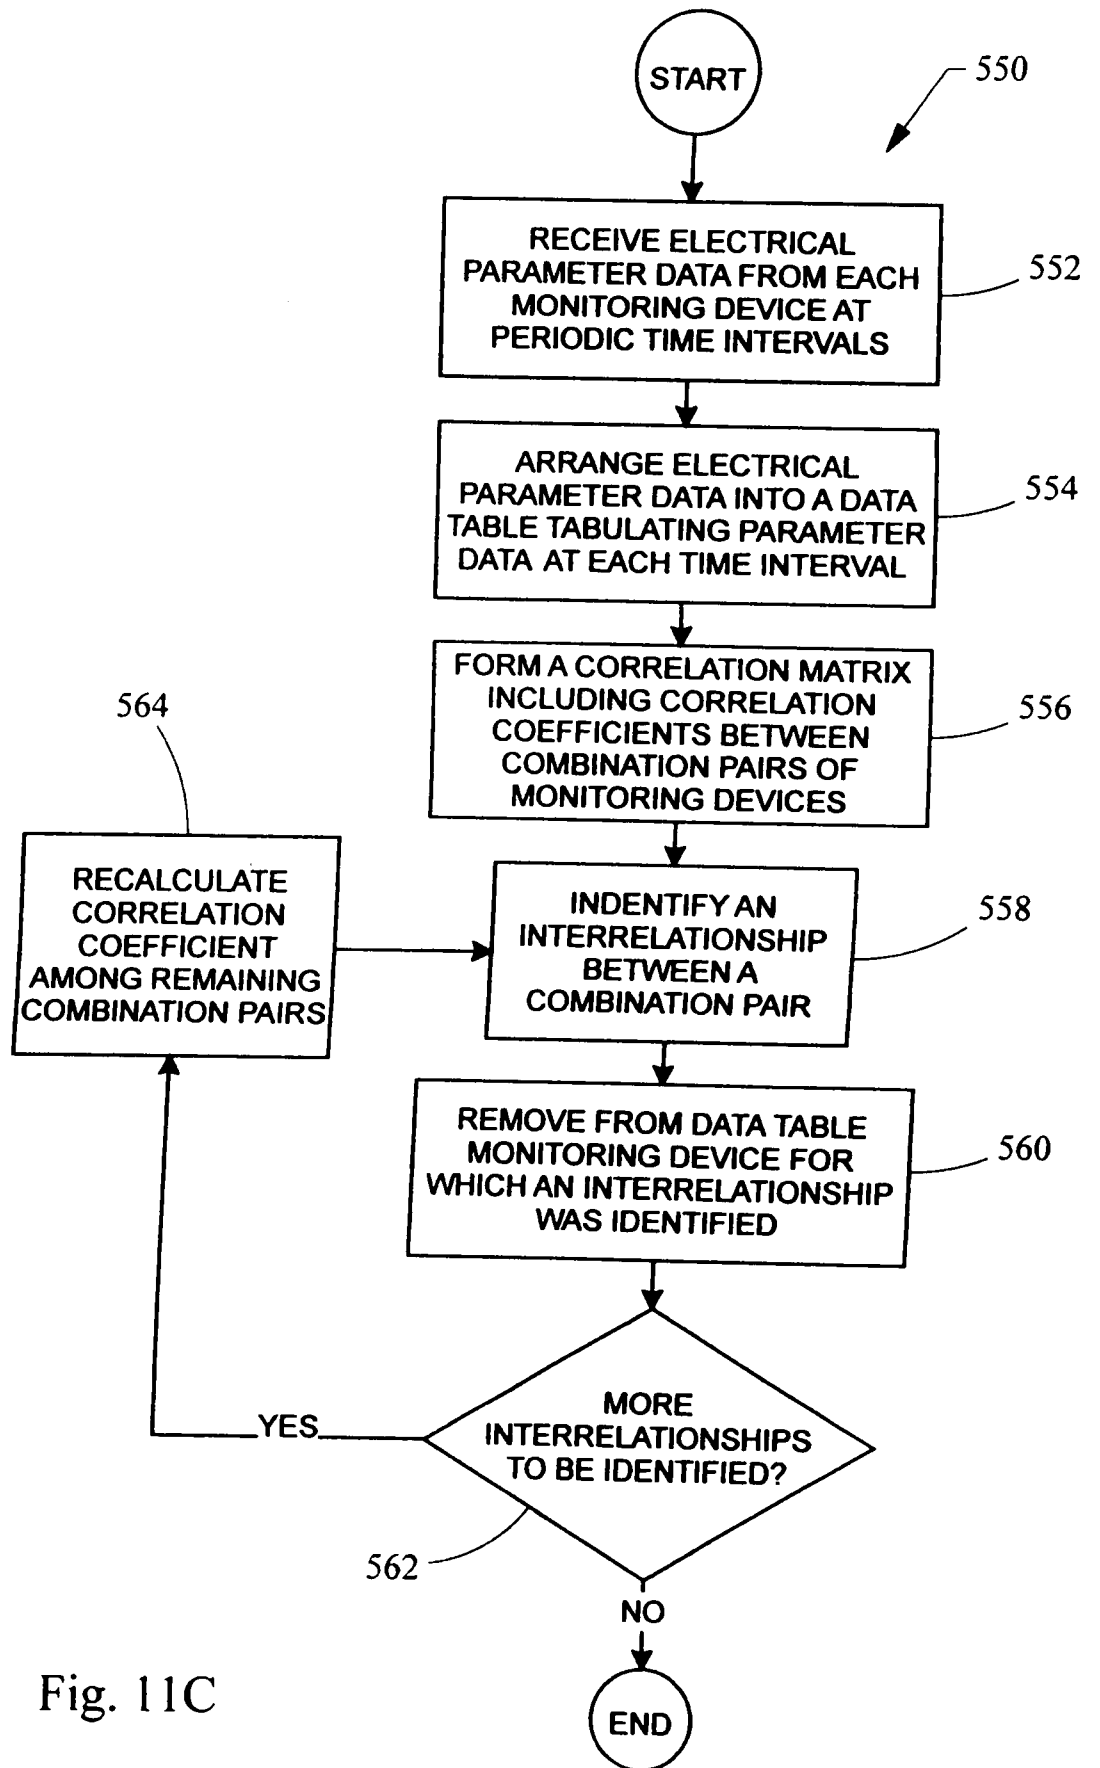 START
550
RECEIVE ELECTRICAL
PARAMETER DATA FROM EACH
MONITORING DEVICE AT
PERIODIC TIME INTERVALS
552
ARRANGE ELECTRICAL
PARAMETER DATA INTO A DATA
TABLE TABULATING PARAMETER
DATA AT EACH TIME INTERVAL
554
FORM A CORRELATION MATRIX
INCLUDING CORRELATION
COEFFICIENTS BETWEEN
COMBINATION PAIRS OF
MONITORING DEVICES
556
564
RECALCULATE
CORRELATION
COEFFICIENT
AMONG REMAINING
COMBINATION PAIRS
INDENTIFY AN
INTERRELATIONSHIP
BETWEEN A
COMBINATION PAIR
558
REMOVE FROM DATA TABLE
MONITORING DEVICE FOR
WHICH AN INTERRELATIONSHIP
WAS IDENTIFIED
560
MORE
INTERRELATIONSHIPS
TO BE IDENTIFIED?
YES
562
NO
END
Fig. 11C